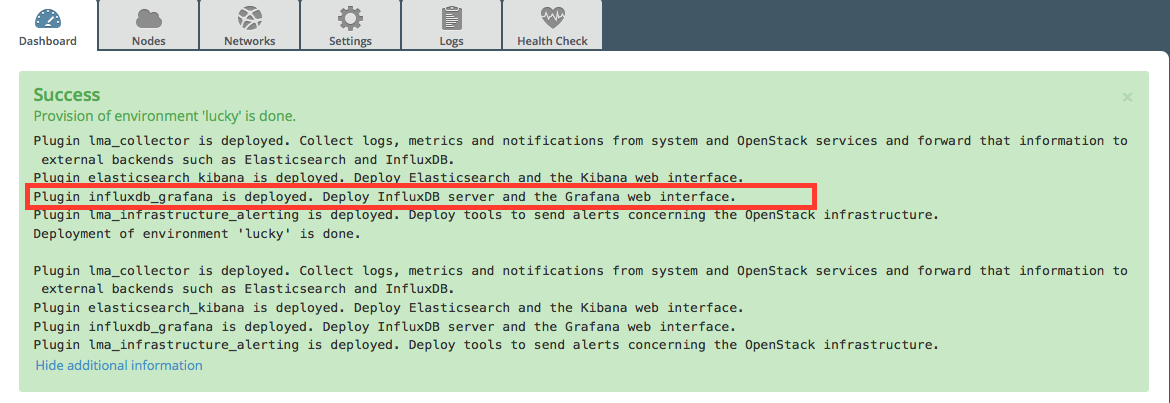 Dashboard
Nodes
Networks
Settings
Logs
Health Check
Success
×
Provision of environment 'lucky' is done.
Plugin lma_collector is deployed. Collect logs, metrics and notifications from system and OpenStack services and forward that information to
external backends such as Elasticsearch and InfluxDB.
Plugin elasticsearch_kibana is deployed. Deploy Elasticsearch and the Kibana web interface.
Plugin influxdb_grafana is deployed. Deploy InfluxDB server and the Grafana web interface.
Plugin lma_infrastructure_alerting is deployed. Deploy tools to send alerts concerning the OpenStack infrastructure.
Deployment of environment 'lucky' is done.
Plugin lma_collector is deployed. Collect logs, metrics and notifications from system and OpenStack services and forward that information to
external backends such as Elasticsearch and InfluxDB.
Plugin elasticsearch_kibana is deployed. Deploy Elasticsearch and the Kibana web interface.
Plugin influxdb_grafana is deployed. Deploy InfluxDB server and the Grafana web interface.
Plugin lma_infrastructure_alerting is deployed. Deploy tools to send alerts concerning the OpenStack infrastructure.
Hide additional information